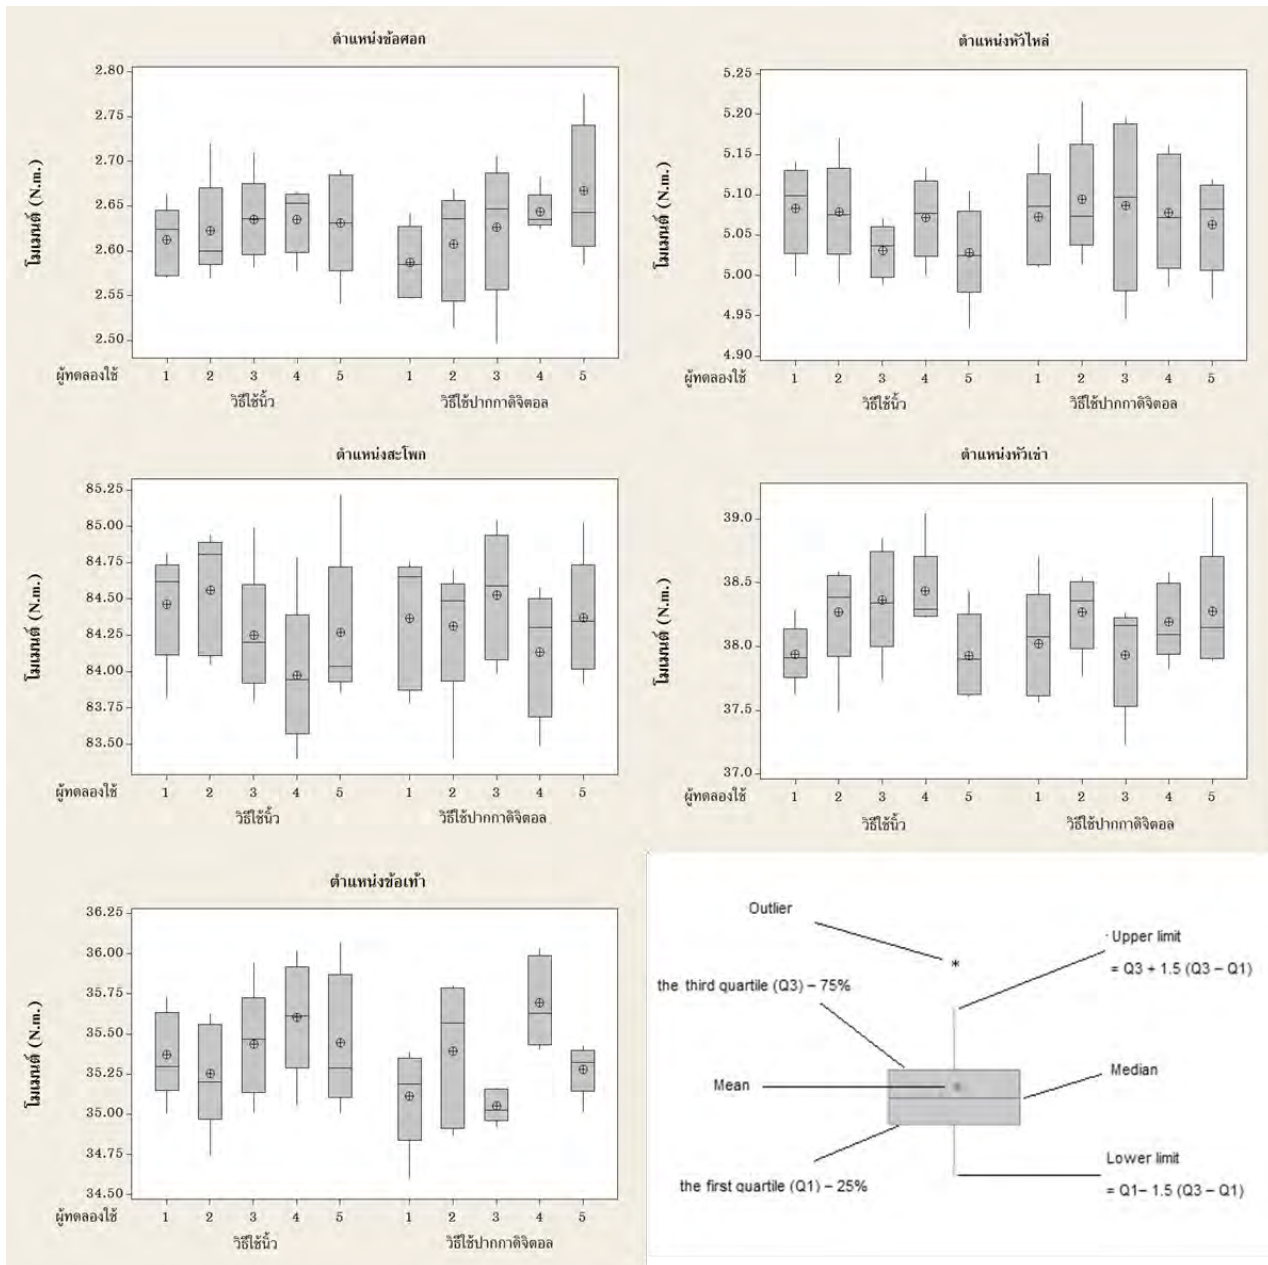 ตำแหน่งข้อศอก
โมเมนต์ (N.m.)
2.80
2.75
2.70
2.65
2.60
2.55
2.50
ผู้ทดลองใช้ 1 2 3 4 5 1 2 3 4 5
วิธีใช้นิ้ว วิธีใช้ปากกาดิจิตอล
ตำแหน่งหัวไหล่
โมเมนต์ (N.m.)
5.25
5.20
5.15
5.10
5.05
5.00
4.95
4.90
ผู้ทดลองใช้ 1 2 3 4 5 1 2 3 4 5
วิธีใช้นิ้ว วิธีใช้ปากกาดิจิตอล
ตำแหน่งสะโพก
โมเมนต์ (N.m.)
85.25
85.00
84.75
84.50
84.25
84.00
83.75
83.50
ผู้ทดลองใช้ 1 2 3 4 5 1 2 3 4 5
วิธีใช้นิ้ว วิธีใช้ปากกาดิจิตอล
ตำแหน่งหัวเข่า
โมเมนต์ (N.m.)
39.0
38.5
38.0
37.5
37.0
ผู้ทดลองใช้ 1 2 3 4 5 1 2 3 4 5
วิธีใช้นิ้ว วิธีใช้ปากกาดิจิตอล
ตำแหน่งข้อเท้า
โมเมนต์ (N.m.)
36.25
36.00
35.75
35.50
35.25
35.00
34.75
34.50
ผู้ทดลองใช้ 1 2 3 4 5 1 2 3 4 5
วิธีใช้นิ้ว วิธีใช้ปากกาดิจิตอล
Outlier
*
Upper limit
= Q3 + 1.5 (Q3 – Q1)
the third quartile (Q3) – 75%
Mean
Median
the first quartile (Q1) – 25%
Lower limit
= Q1– 1.5 (Q3 – Q1)